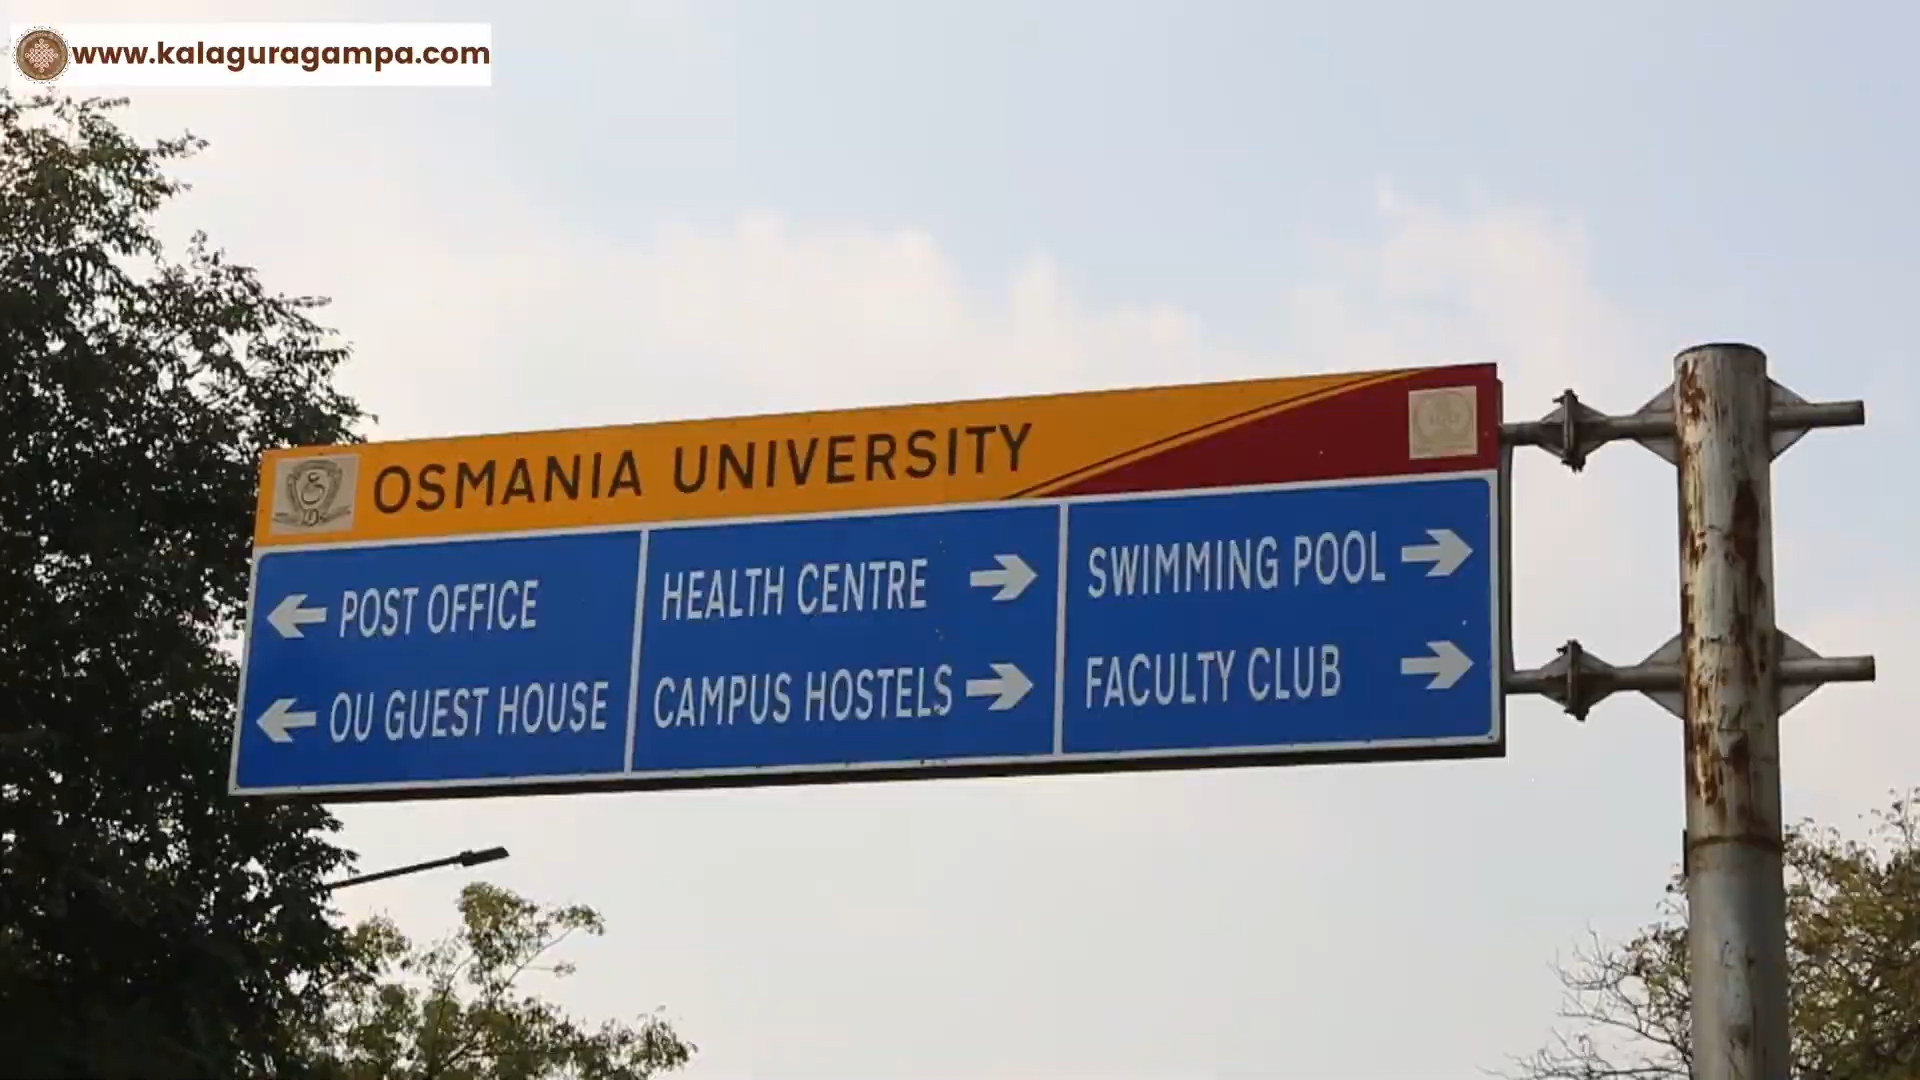 www.kalaguragampa.com
OSMANIA UNIVERSITY
POST OFFICE
OU GUEST HOUSE
HEALTH CENTRE
CAMPUS HOSTELS
SWIMMING POOL
FACULTY CLUB